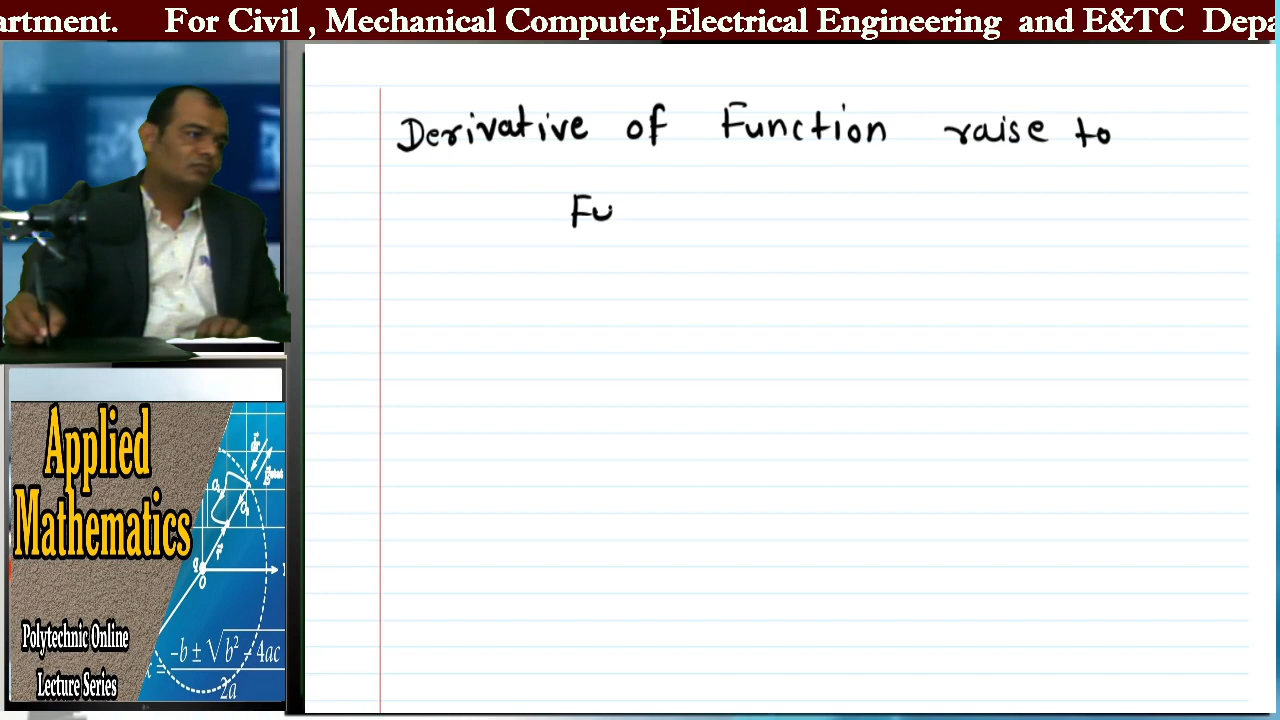 artment. For Civil , Mechanical Computer,Electrical Engineering and E&TC Depa
Derivative of Function raise to
Fu
Applied
Mathematics
Polytechnic Online
Lecture Series
-b ± √b² - 4ac
2a